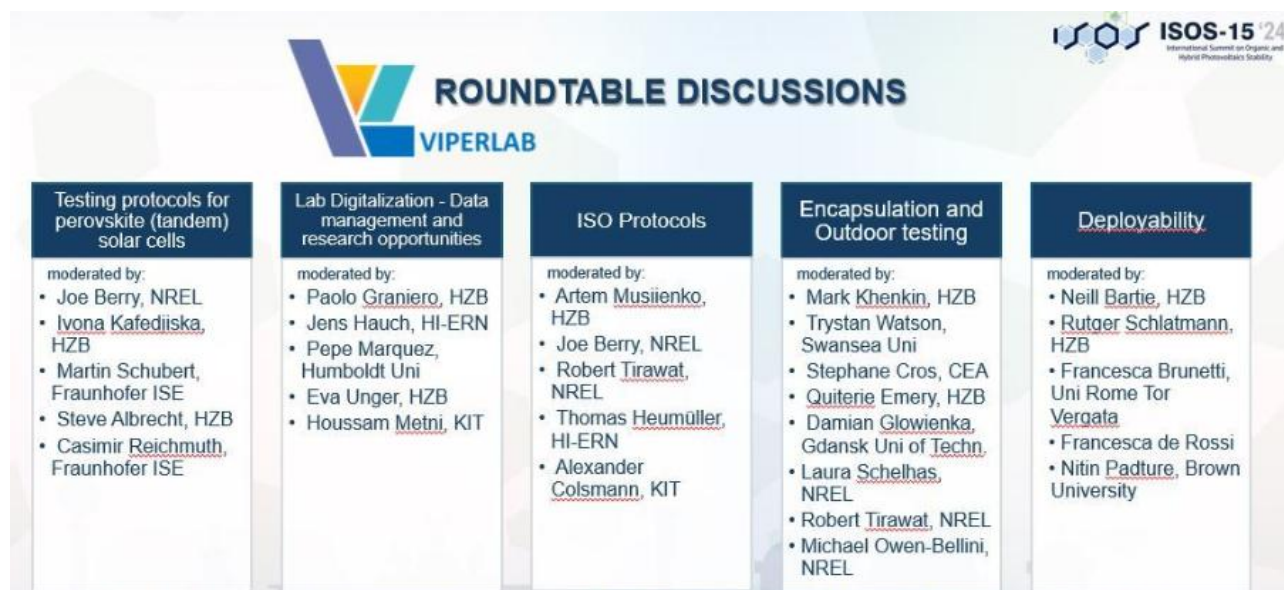 ISOS
ISOS-15 '24
International Summit on Organic and
Hybrid Photovoltaics Stability
ROUNDTABLE DISCUSSIONS
VIPERLAB
Testing protocols for
perovskite (tandem)
solar cells
moderated by:
• Joe Berry, NREL
• Ivona Kafedjiska,
HZB
• Martin Schubert,
Fraunhofer ISE
• Steve Albrecht, HZB
• Casimir Reichmuth,
Fraunhofer ISE
Lab Digitalization - Data
management and
research opportunities
moderated by:
• Paolo Graniero, HZB
• Jens Hauch, HI-ERN
• Pepe Marquez,
Humboldt Uni
• Eva Unger, HZB
• Houssam Metni, KIT
ISO Protocols
moderated by:
• Artem Musiienko,
HZB
• Joe Berry, NREL
• Robert Tirawat,
NREL
• Thomas Heumüller,
HI-ERN
• Alexander
Colsmann, KIT
Encapsulation and
Outdoor testing
moderated by:
• Mark Khenkin, HZB
• Trystan Watson,
Swansea Uni
• Stephane Cros, CEA
• Quiterie Emery, HZB
• Damian Glowienka,
Gdansk Uni of Techn.
• Laura Schelhas,
NREL
• Robert Tirawat, NREL
• Michael Owen-Bellini,
NREL
Deployability
moderated by:
• Neill Bartie, HZB
• Rutger Schlatmann,
HZB
• Francesca Brunetti,
Uni Rome Tor
Vergata
• Francesca de Rossi
• Nitin Padture, Brown
University